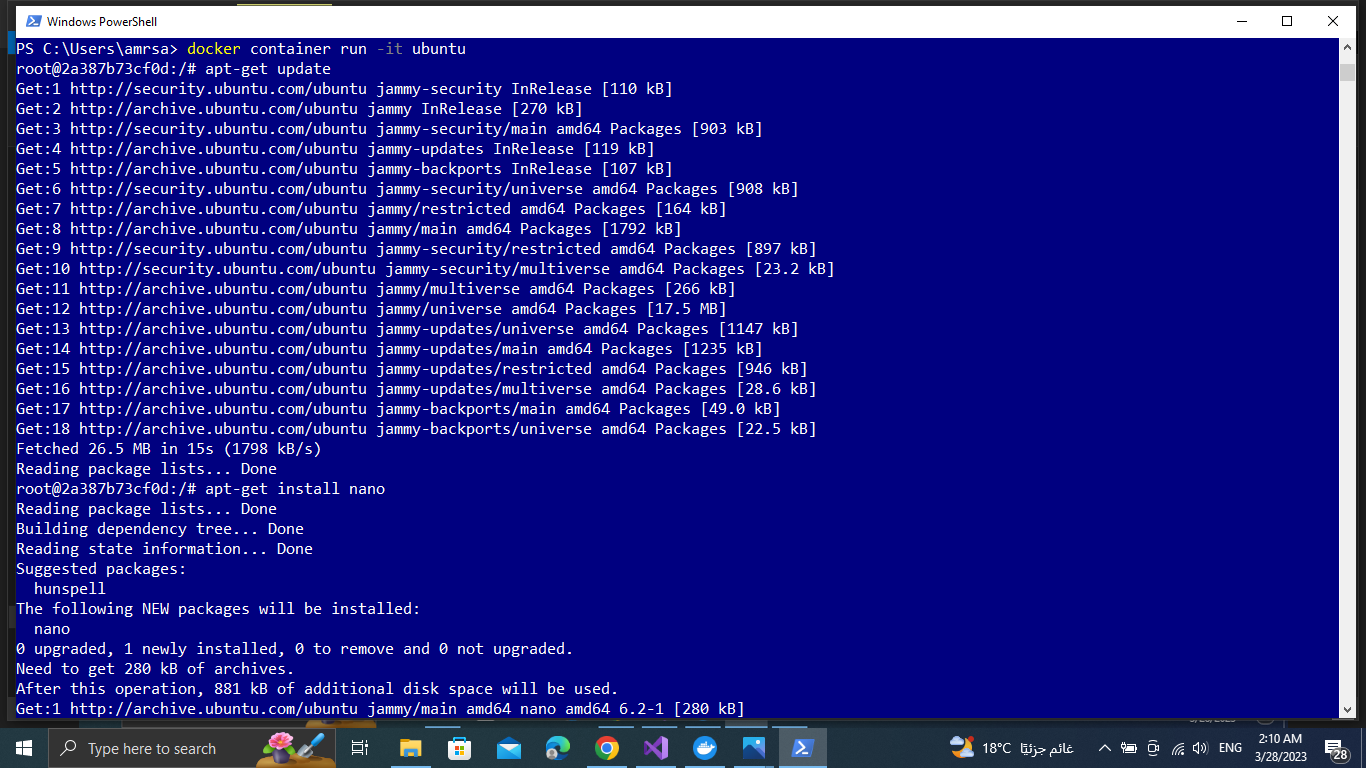 Windows PowerShell
PS C:\Users\amrsa> docker container run -it ubuntu
root@2a387b73cf0d:/# apt-get update
Get:1 http://security.ubuntu.com/ubuntu jammy-security InRelease [110 kB]
Get:2 http://archive.ubuntu.com/ubuntu jammy InRelease [270 kB]
Get:3 http://security.ubuntu.com/ubuntu jammy-security/main amd64 Packages [903 kB]
Get:4 http://archive.ubuntu.com/ubuntu jammy-updates InRelease [119 kB]
Get:5 http://archive.ubuntu.com/ubuntu jammy-backports InRelease [107 kB]
Get:6 http://security.ubuntu.com/ubuntu jammy-security/universe amd64 Packages [908 kB]
Get:7 http://archive.ubuntu.com/ubuntu jammy/restricted amd64 Packages [164 kB]
Get:8 http://archive.ubuntu.com/ubuntu jammy/main amd64 Packages [1792 kB]
Get:9 http://security.ubuntu.com/ubuntu jammy-security/restricted amd64 Packages [897 kB]
Get:10 http://security.ubuntu.com/ubuntu jammy-security/multiverse amd64 Packages [23.2 kB]
Get:11 http://archive.ubuntu.com/ubuntu jammy/multiverse amd64 Packages [266 kB]
Get:12 http://archive.ubuntu.com/ubuntu jammy/universe amd64 Packages [17.5 MB]
Get:13 http://archive.ubuntu.com/ubuntu jammy-updates/universe amd64 Packages [1147 kB]
Get:14 http://archive.ubuntu.com/ubuntu jammy-updates/main amd64 Packages [1235 kB]
Get:15 http://archive.ubuntu.com/ubuntu jammy-updates/restricted amd64 Packages [946 kB]
Get:16 http://archive.ubuntu.com/ubuntu jammy-updates/multiverse amd64 Packages [28.6 kB]
Get:17 http://archive.ubuntu.com/ubuntu jammy-backports/main amd64 Packages [49.0 kB]
Get:18 http://archive.ubuntu.com/ubuntu jammy-backports/universe amd64 Packages [22.5 kB]
Fetched 26.5 MB in 15s (1798 kB/s)
Reading package lists... Done
root@2a387b73cf0d:/# apt-get install nano
Reading package lists... Done
Building dependency tree... Done
Reading state information... Done
Suggested packages:
  hunspell
The following NEW packages will be installed:
  nano
0 upgraded, 1 newly installed, 0 to remove and 0 not upgraded.
Need to get 280 kB of archives.
After this operation, 881 kB of additional disk space will be used.
Get:1 http://archive.ubuntu.com/ubuntu jammy/main amd64 nano amd64 6.2-1 [280 kB]
Type here to search
18°C غائم جزئيًا
ENG
2:10 AM
3/28/2023
28